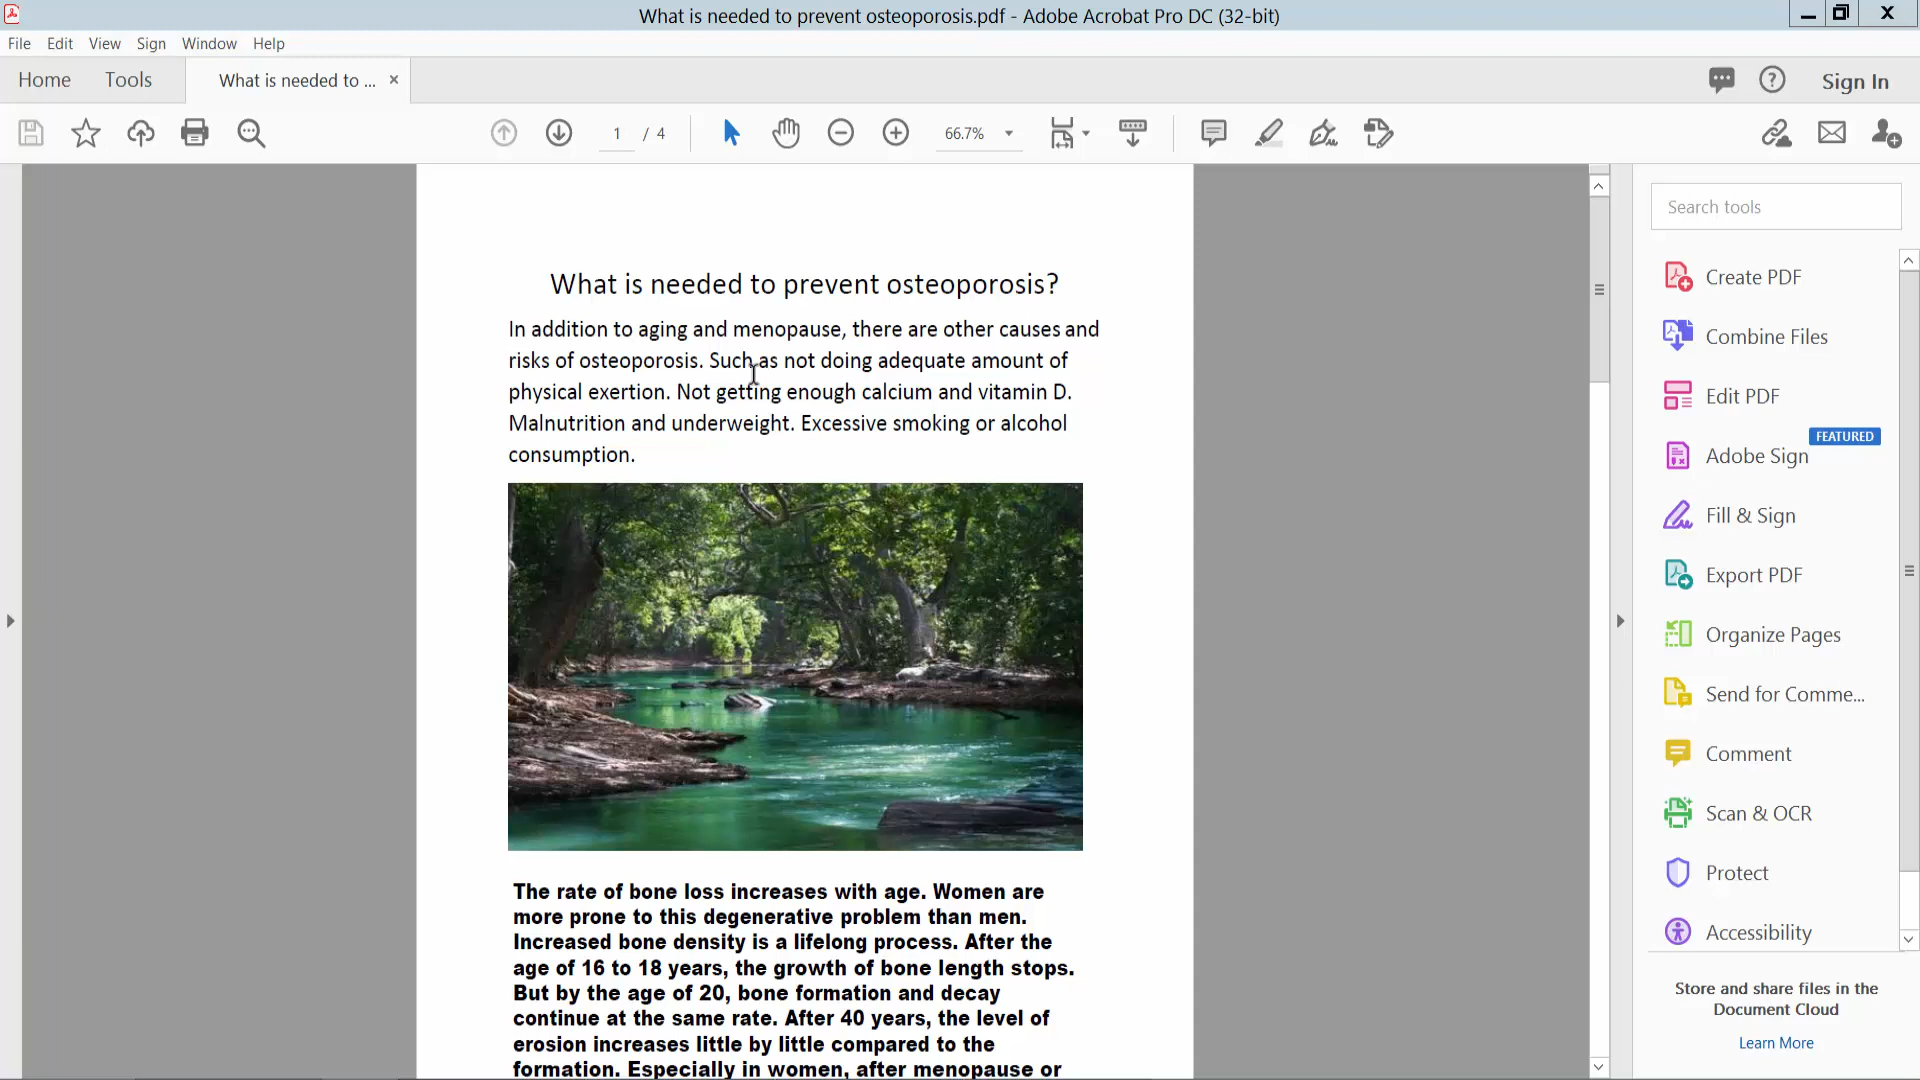 What is needed to prevent osteoporosis.pdf - Adobe Acrobat Pro DC (32-bit)
File Edit View Sign Window Help
Home Tools What is needed to ... ×
Sign In
1 / 4 66.7%
What is needed to prevent osteoporosis?
In addition to aging and menopause, there are other causes and
risks of osteoporosis. Such as not doing adequate amount of
physical exertion. Not getting enough calcium and vitamin D.
Malnutrition and underweight. Excessive smoking or alcohol
consumption.
The rate of bone loss increases with age. Women are
more prone to this degenerative problem than men.
Increased bone density is a lifelong process. After the
age of 16 to 18 years, the growth of bone length stops.
But by the age of 20, bone formation and decay
continue at the same rate. After 40 years, the level of
erosion increases little by little compared to the
formation. Especially in women, after menopause or
Search tools
Create PDF
Combine Files
Edit PDF
FEATURED
Adobe Sign
Fill & Sign
Export PDF
Organize Pages
Send for Comme...
Comment
Scan & OCR
Protect
Accessibility
Store and share files in the
Document Cloud
Learn More